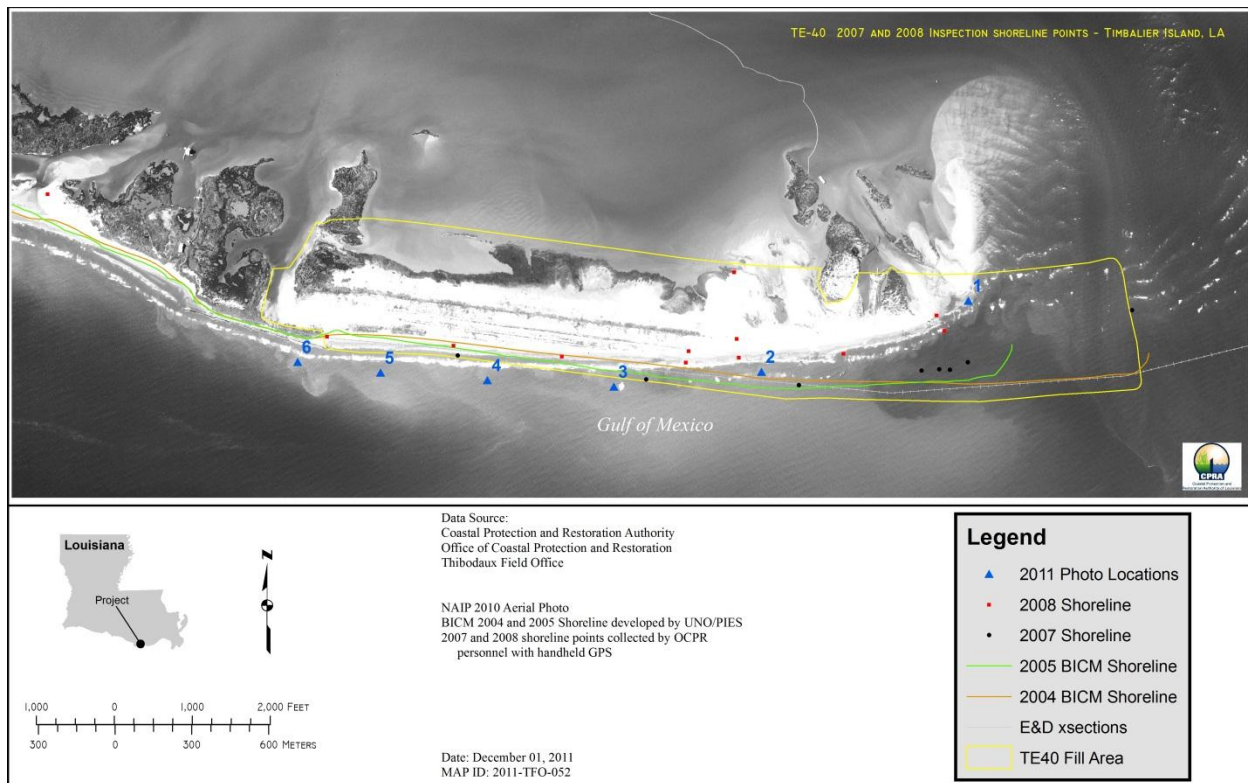 TE-40 2007 AND 2008 INSPECTION SHORELINE POINTS - TIMBALIER ISLAND, LA
1
2
3
4
5
6
Gulf of Mexico
CPRA
Louisiana
Project
N
1,000 0 1,000 2,000 FEET
300 0 300 600 METERS
Data Source:
Coastal Protection and Restoration Authority
Office of Coastal Protection and Restoration
Thibodaux Field Office
NAIP 2010 Aerial Photo
BICM 2004 and 2005 Shoreline developed by UNO/PIES
2007 and 2008 shoreline points collected by OCPR
personnel with handheld GPS
Date: December 01, 2011
MAP ID: 2011-TFO-052
Legend
2011 Photo Locations
2008 Shoreline
2007 Shoreline
2005 BICM Shoreline
2004 BICM Shoreline
E&D xsections
TE40 Fill Area